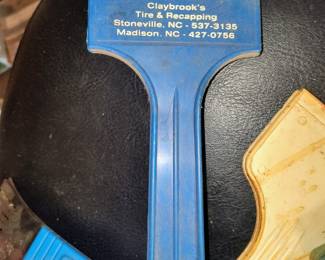 Claybrook's
Tire & Recapping
Stoneville, NC - 537-3135
Madison, NC - 427-0756